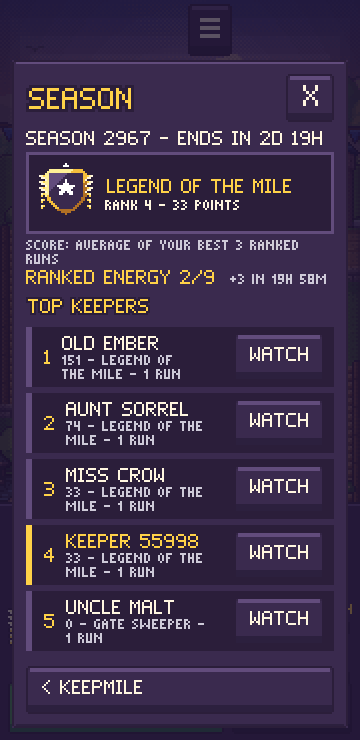 SEASON
X
SEASON 2967 - ENDS IN 2D 19H
LEGEND OF THE MILE
RANK 4 - 33 POINTS
SCORE: AVERAGE OF YOUR BEST 3 RANKED
RUNS
RANKED ENERGY 2/9 +3 IN 19H 58M
TOP KEEPERS
1
OLD EMBER
151 - LEGEND OF
THE MILE - 1 RUN
WATCH
2
AUNT SORREL
74 - LEGEND OF THE
MILE - 1 RUN
WATCH
3
MISS CROW
33 - LEGEND OF THE
MILE - 1 RUN
WATCH
4
KEEPER 55998
33 - LEGEND OF THE
MILE - 1 RUN
WATCH
5
UNCLE MALT
0 - GATE SWEEPER -
1 RUN
WATCH
< KEEPMILE